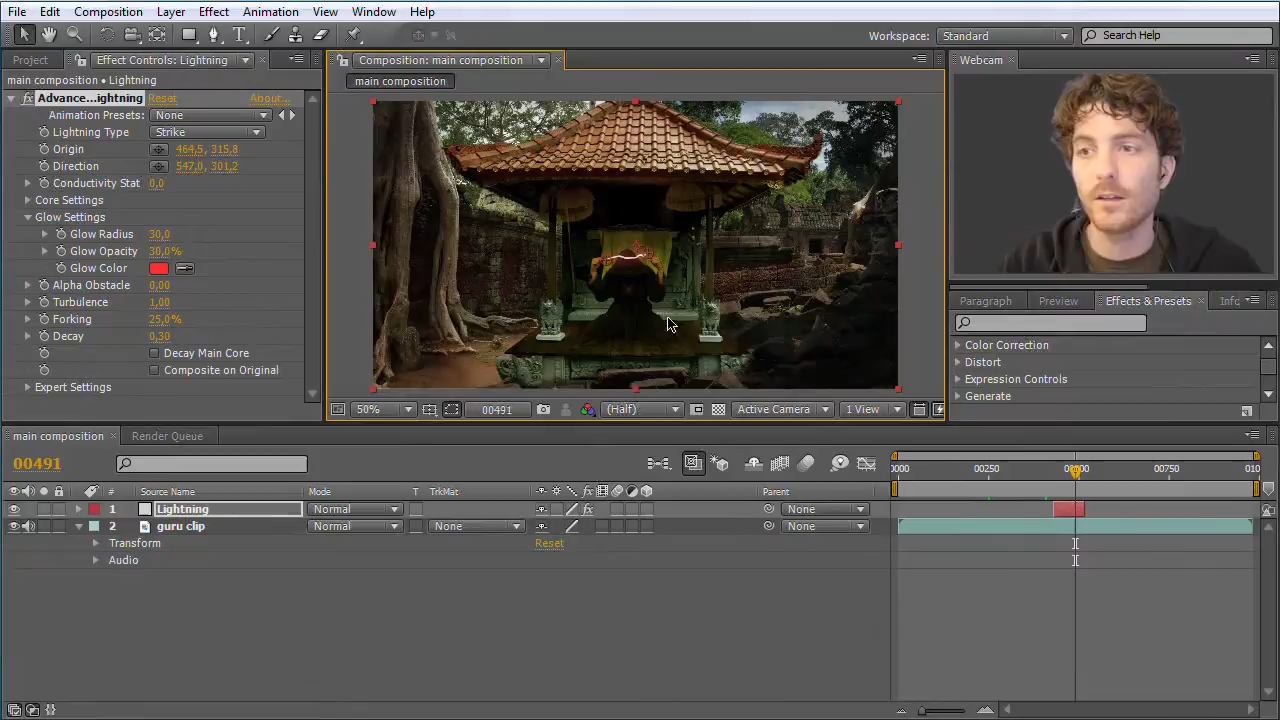 File Edit Composition Layer Effect Animation View Window Help
Workspace: Standard Search Help
Project Effect Controls: Lightning Composition: main composition Webcam
main composition • Lightning main composition
Advance...ightning Reset About...
Animation Presets: None
Lightning Type Strike
Origin 464,5, 315,8
Direction 547,0, 301,2
Conductivity Stat 0,0
Core Settings
Glow Settings
Glow Radius 30,0
Glow Opacity 30,0%
Glow Color
Alpha Obstacle 0,00
Turbulence 1,00
Forking 25,0%
Decay 0,30
Decay Main Core
Composite on Original
Expert Settings
50% 00491 (Half) Active Camera 1 View
Paragraph Preview Effects & Presets Info
Color Correction
Distort
Expression Controls
Generate
main composition Render Queue
00491
0000 00250 00750 010
# Source Name Mode T TrkMat Parent
1 Lightning Normal None
2 guru clip Normal None None
Transform Reset
Audio